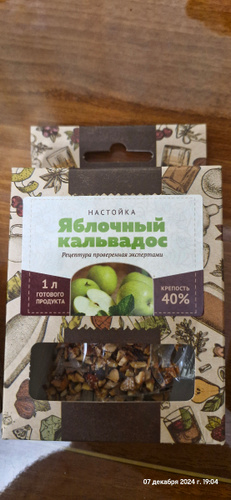 НАСТОЙКА
Яблочный
кальвадос
Рецептура проверенная экспертами
1 л
ГОТОВОГО
ПРОДУКТА
КРЕПОСТЬ
40%
07 декабря 2024 г. 19:04